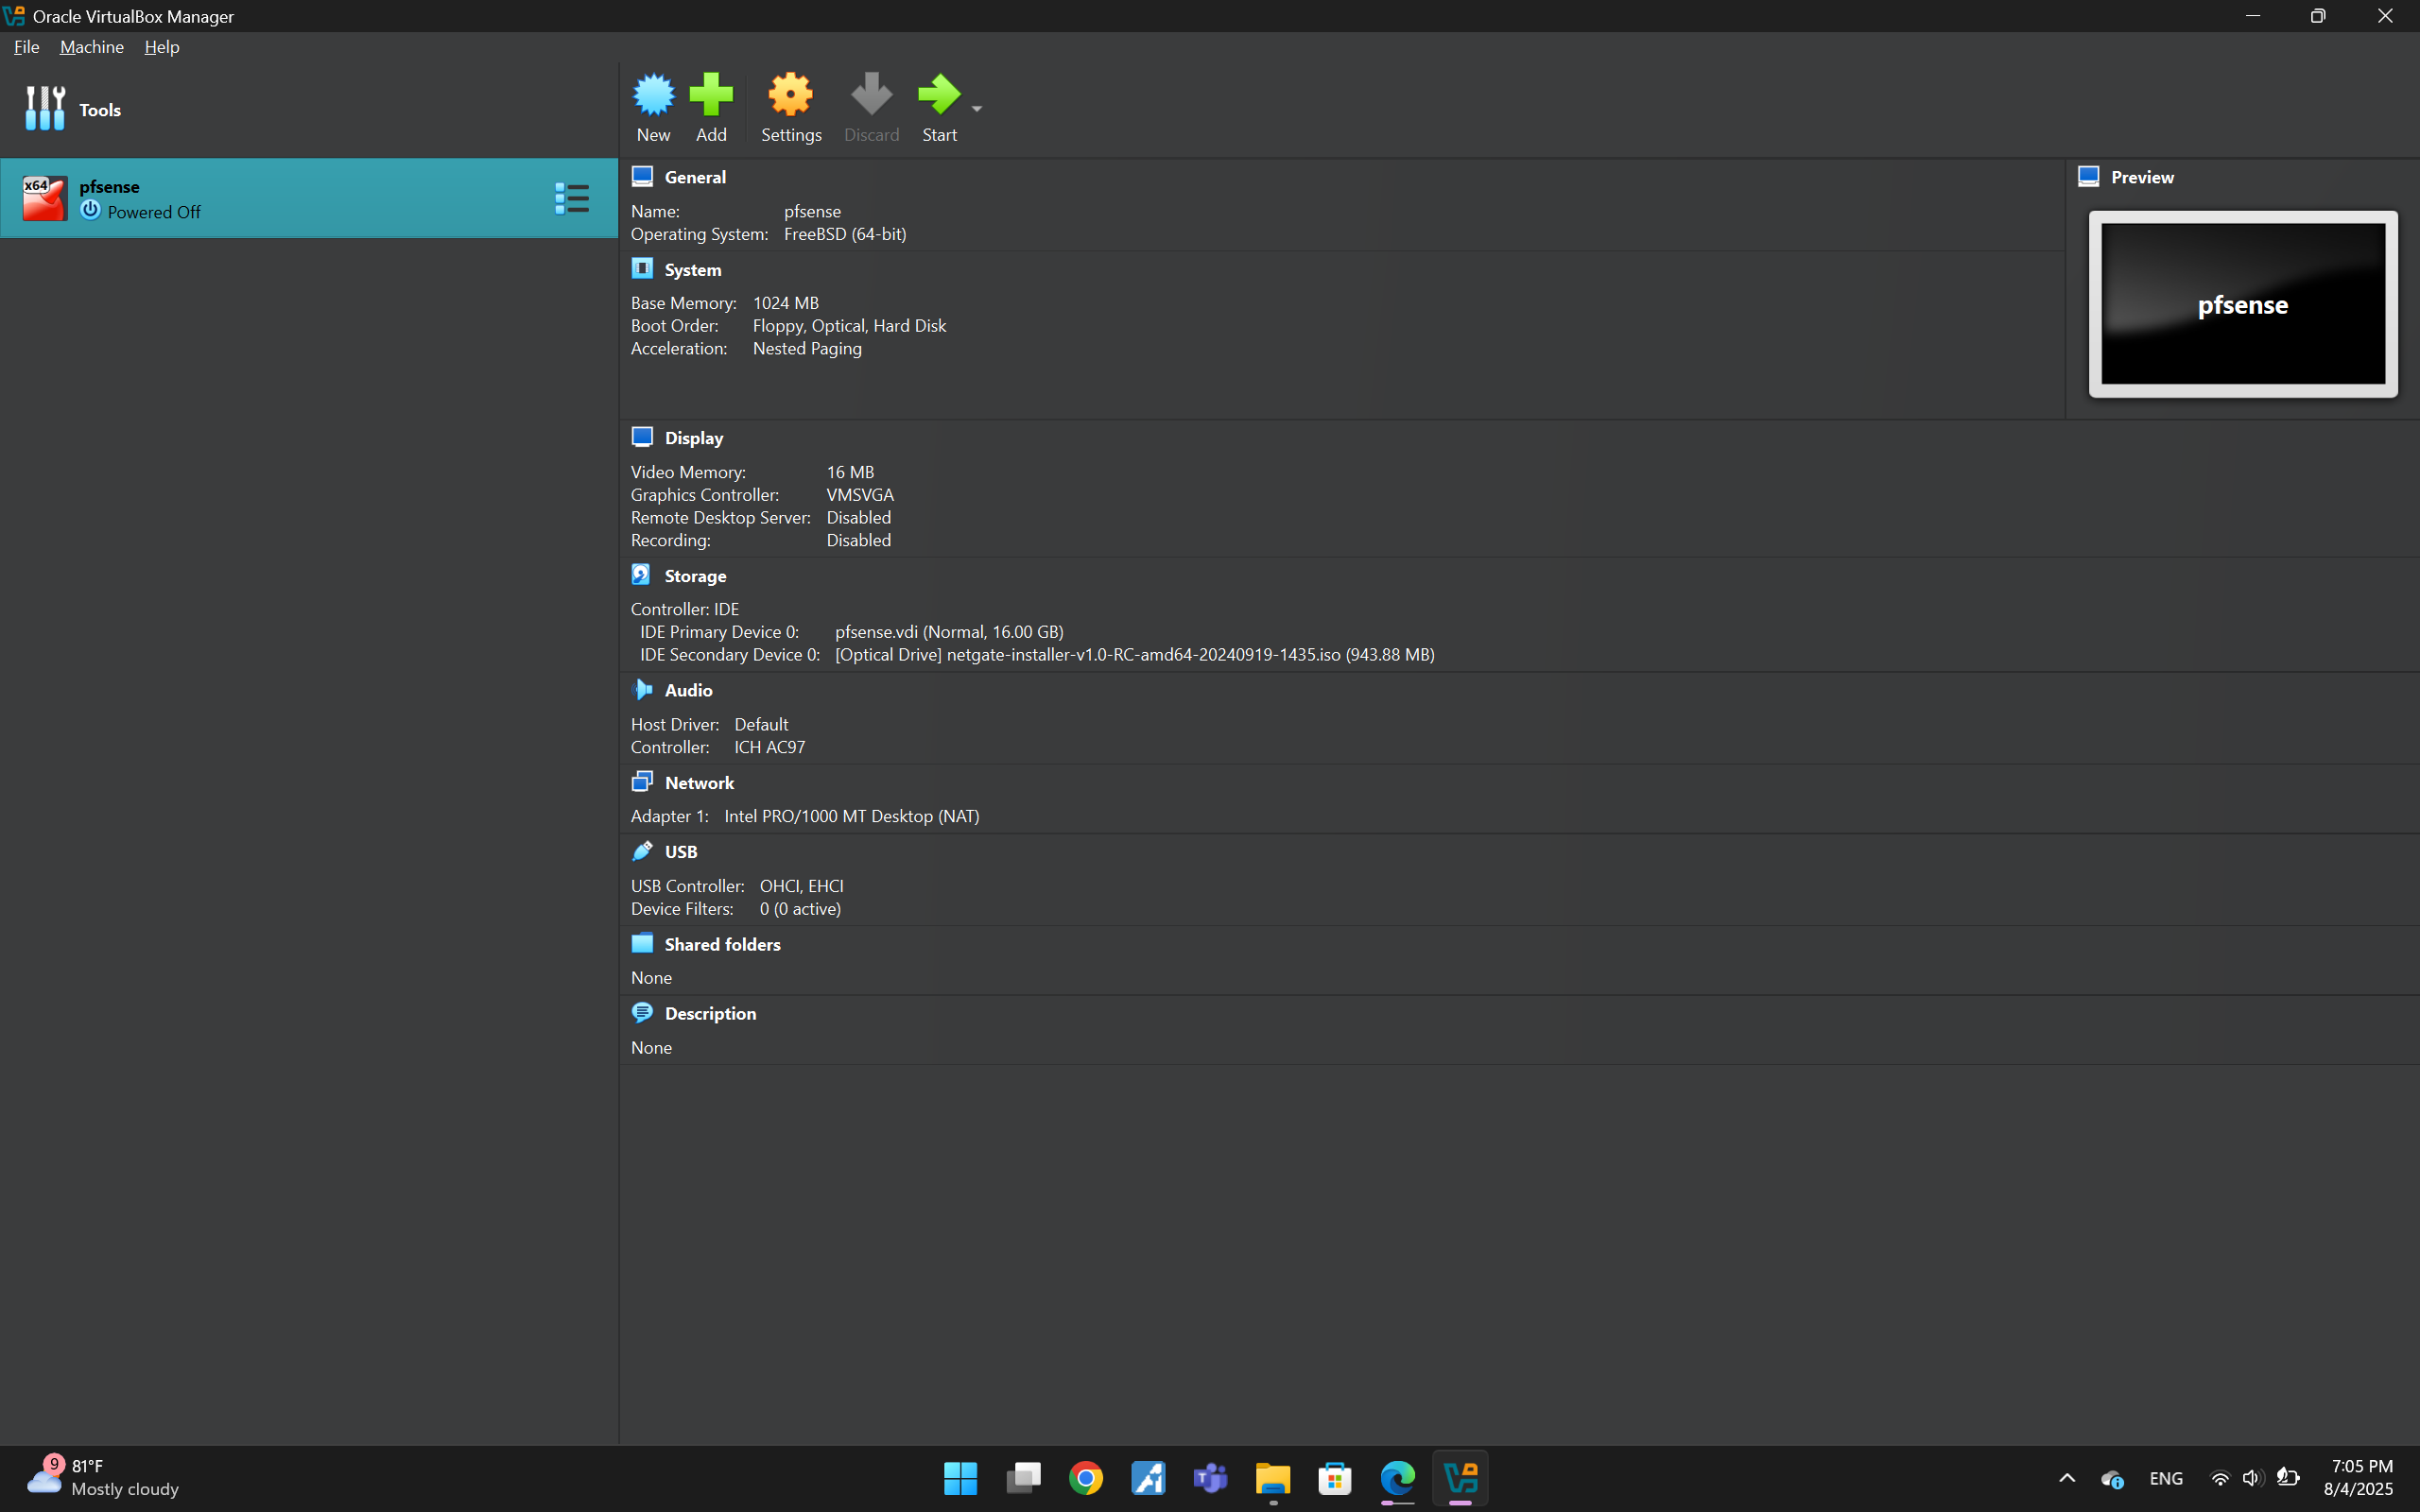 Oracle VirtualBox Manager
File Machine Help
Tools
New Add Settings Discard Start
x64 pfsense
Powered Off
General
Name: pfsense
Operating System: FreeBSD (64-bit)
System
Base Memory: 1024 MB
Boot Order: Floppy, Optical, Hard Disk
Acceleration: Nested Paging
Preview
pfsense
Display
Video Memory: 16 MB
Graphics Controller: VMSVGA
Remote Desktop Server: Disabled
Recording: Disabled
Storage
Controller: IDE
IDE Primary Device 0: pfsense.vdi (Normal, 16.00 GB)
IDE Secondary Device 0: [Optical Drive] netgate-installer-v1.0-RC-amd64-20240919-1435.iso (943.88 MB)
Audio
Host Driver: Default
Controller: ICH AC97
Network
Adapter 1: Intel PRO/1000 MT Desktop (NAT)
USB
USB Controller: OHCI, EHCI
Device Filters: 0 (0 active)
Shared folders
None
Description
None
9 81°F
Mostly cloudy
ENG
7:05 PM
8/4/2025